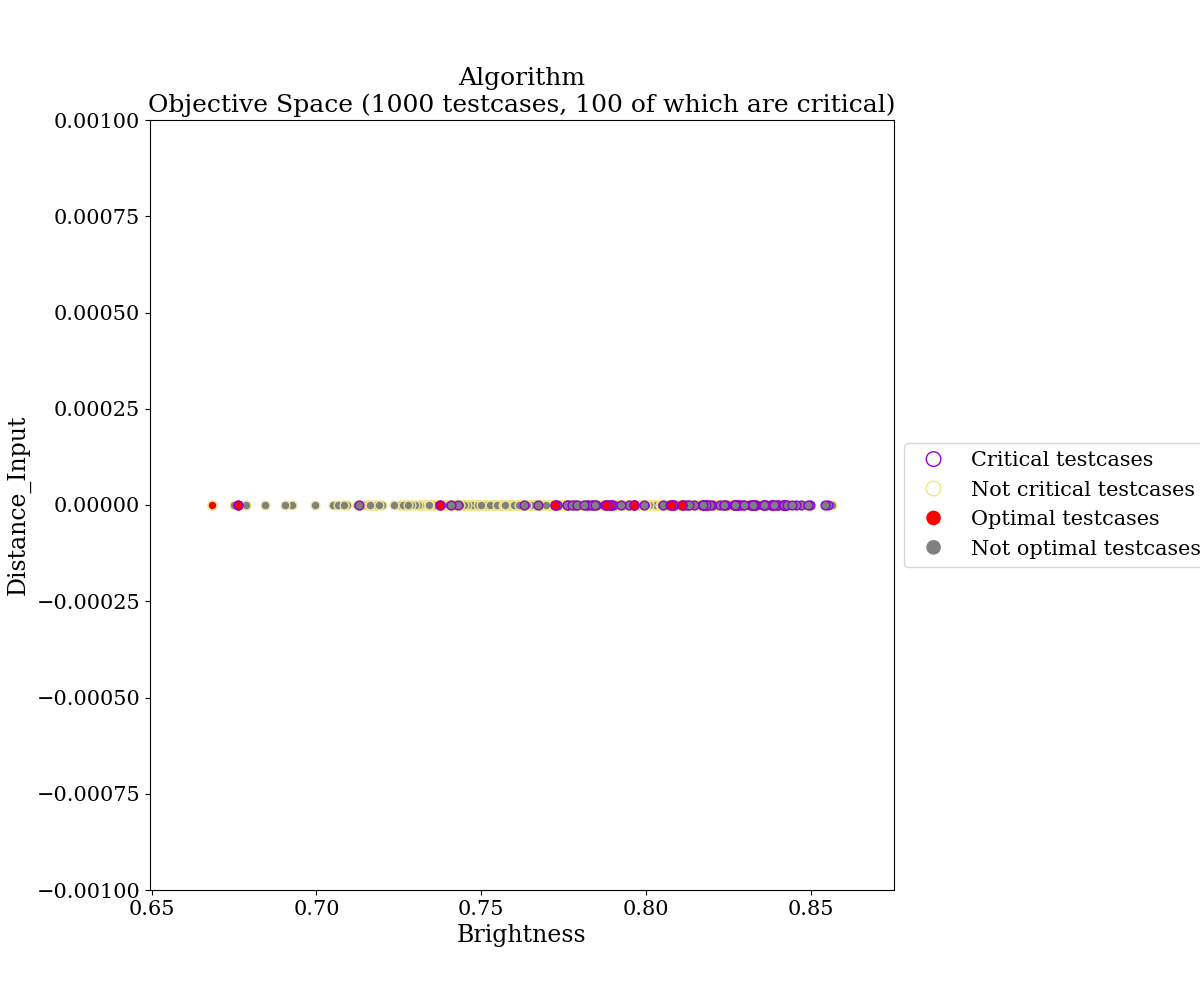 Algorithm
Objective Space (1000 testcases, 100 of which are critical)
0.00100
0.00075
0.00050
0.00025
0.00000
−0.00025
−0.00050
−0.00075
−0.00100
Distance_Input
0.65
0.70
0.75
0.80
0.85
Brightness
Critical testcases
Not critical testcases
Optimal testcases
Not optimal testcases